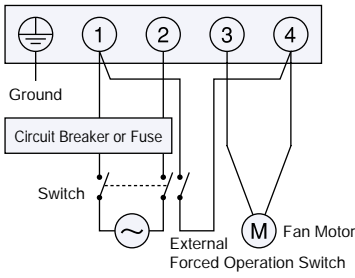 1 2 3 4
Ground
Circuit Breaker or Fuse
Switch
M
Fan Motor
External
Forced Operation Switch